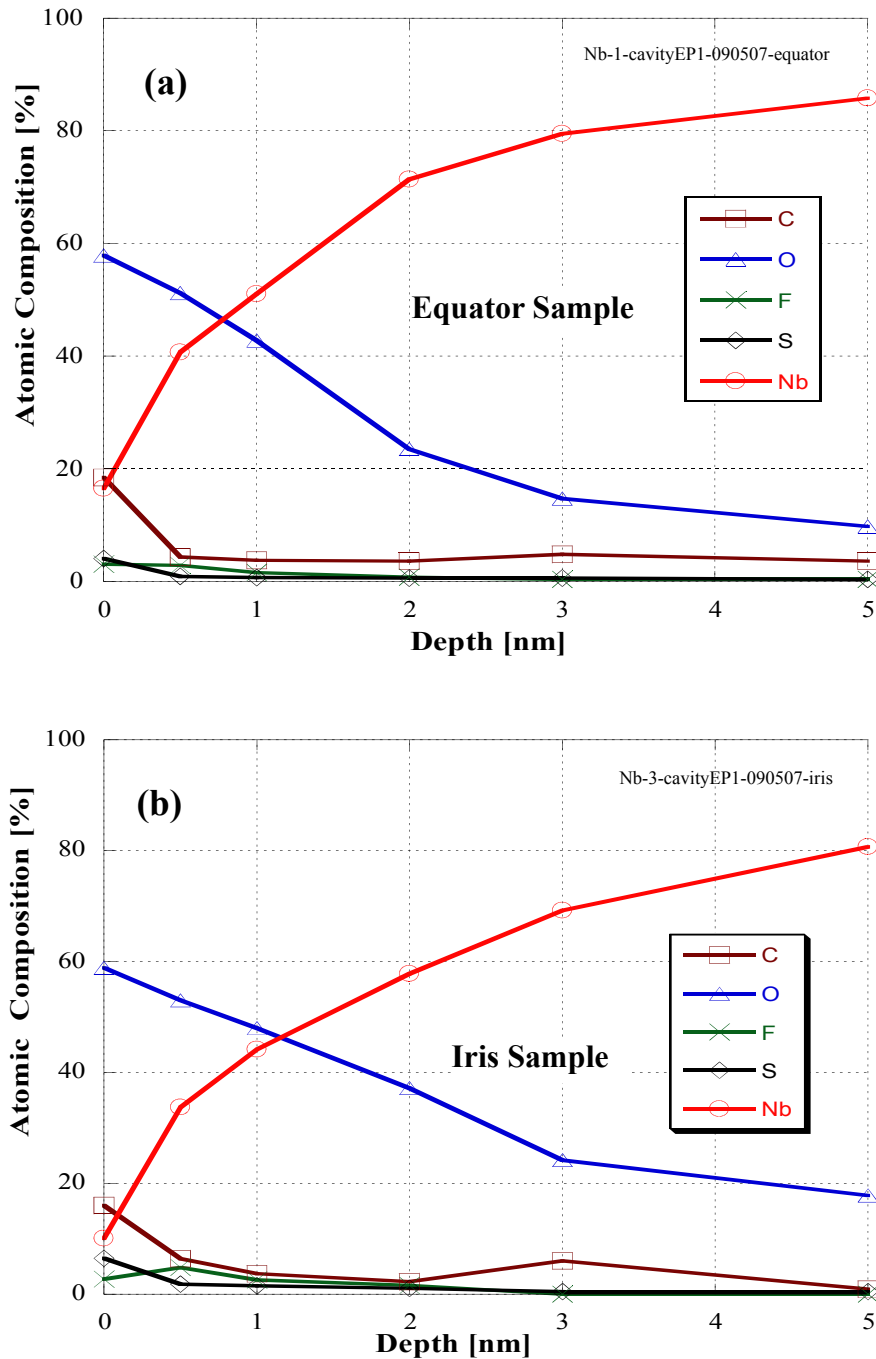 100
Nb-1-cavityEP1-090507-equator
(a)
80
C
O
F
S
Nb
60
Equator Sample
40
20
0
Atomic Composition [%]
0 1 2 3 4 5
Depth [nm]
100
Nb-3-cavityEP1-090507-iris
(b)
80
C
O
F
S
Nb
60
Iris Sample
40
20
0
Atomic Composition [%]
0 1 2 3 4 5
Depth [nm]